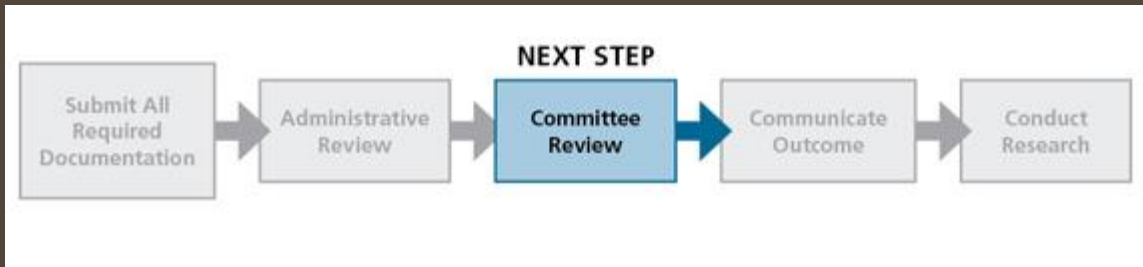 NEXT STEP
Submit All
Required
Documentation
Administrative
Review
Committee
Review
Communicate
Outcome
Conduct
Research